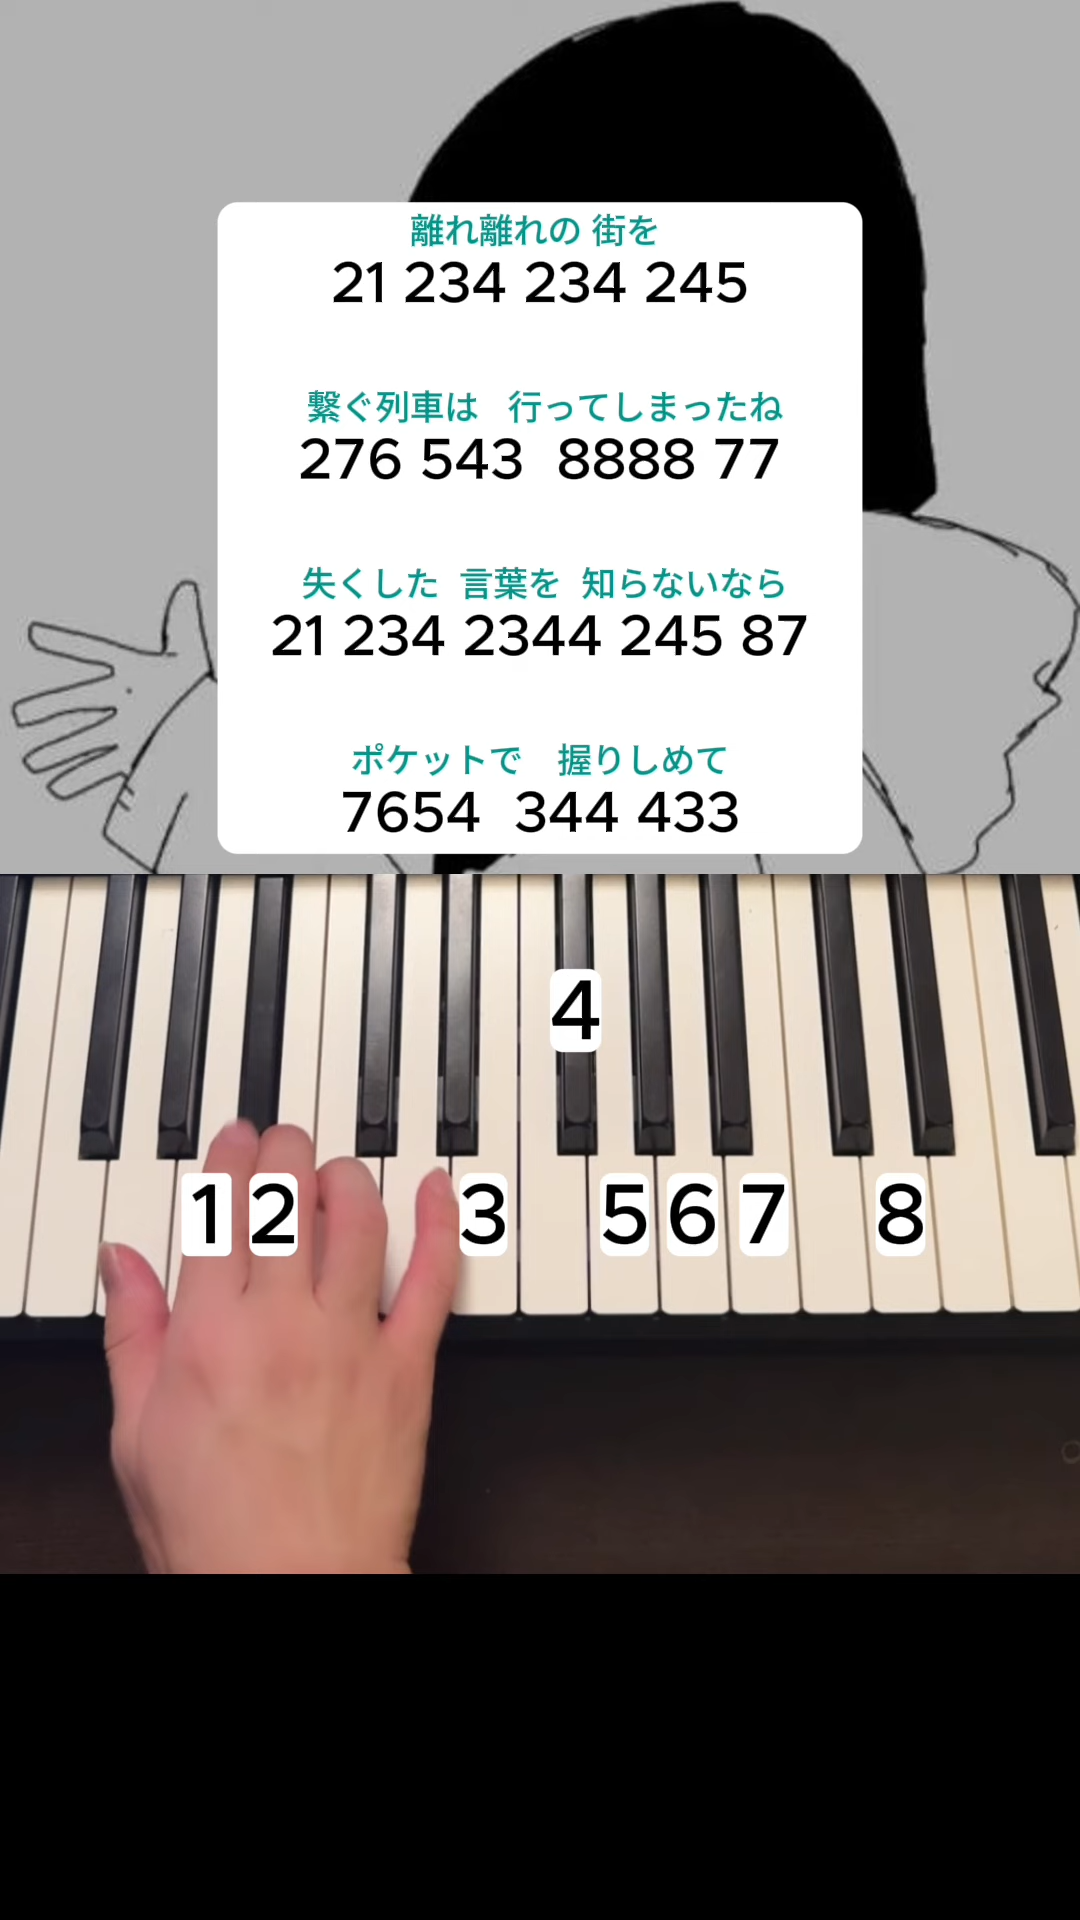 離れ離れの 街を
21 234 234 245
繋ぐ列車は 行ってしまったね
276 543 8888 77
失くした 言葉を 知らないなら
21 234 2344 245 87
ポケットで 握りしめて
7654 344 433
4
1 2 3 5 6 7 8